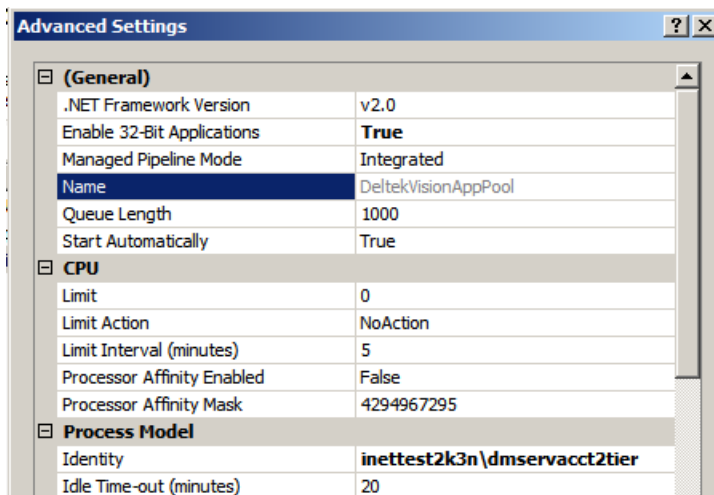 Advanced Settings
(General)
.NET Framework Version v2.0
Enable 32-Bit Applications True
Managed Pipeline Mode Integrated
Name DeltekVisionAppPool
Queue Length 1000
Start Automatically True
CPU
Limit 0
Limit Action NoAction
Limit Interval (minutes) 5
Processor Affinity Enabled False
Processor Affinity Mask 4294967295
Process Model
Identity inettest2k3n\dmservacct2tier
Idle Time-out (minutes) 20